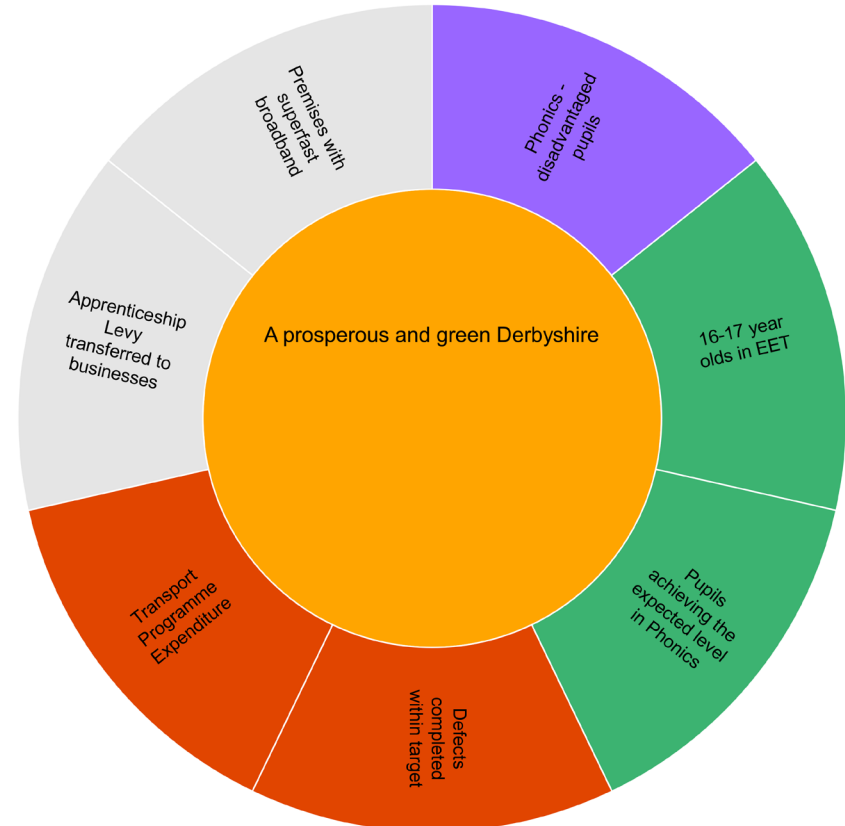 Premises with
superfast
broadband
Phonics -
disadvantaged
pupils
Apprenticeship
Levy
transferred to
businesses
A prosperous and green Derbyshire
16-17 year
olds in EET
Transport
Programme
Expenditure
Pupils
achieving the
expected level
in Phonics
Defects
completed
within target